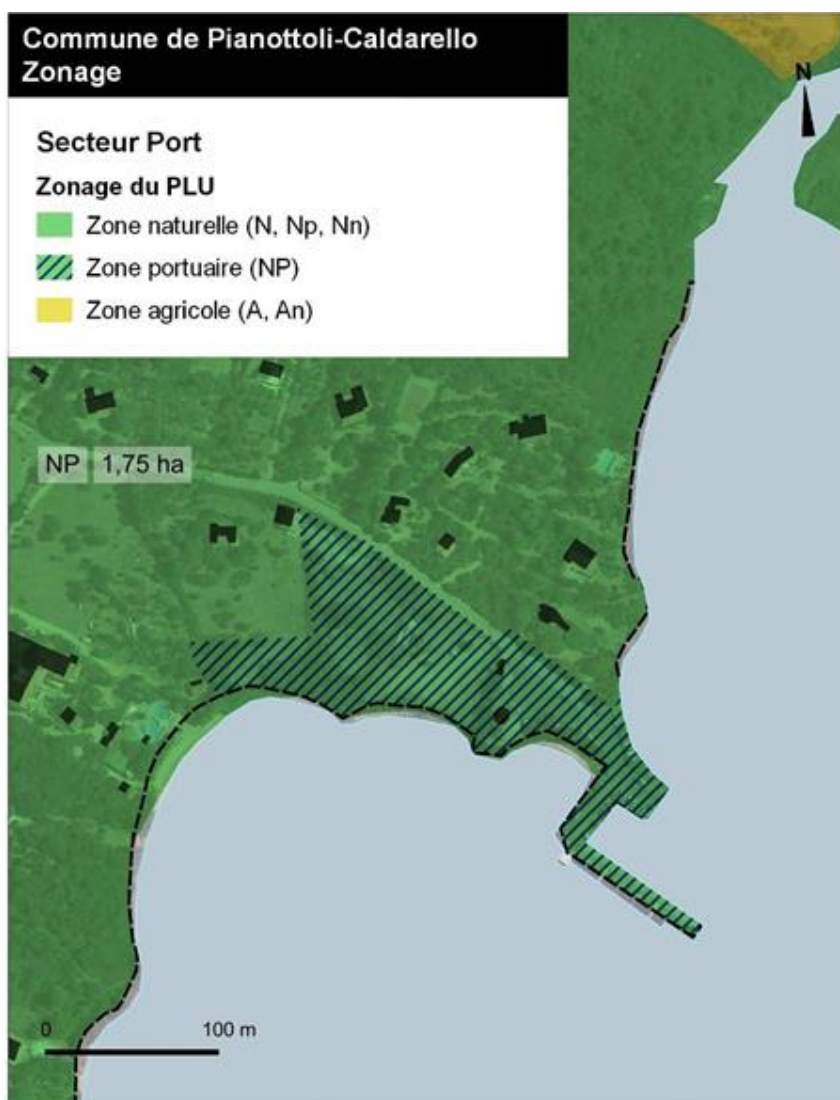 Commune de Pianottoli-Caldarello
Zonage
Secteur Port
Zonage du PLU
Zone naturelle (N, Np, Nn)
Zone portuaire (NP)
Zone agricole (A, An)
N
NP 1,75 ha
0 100 m